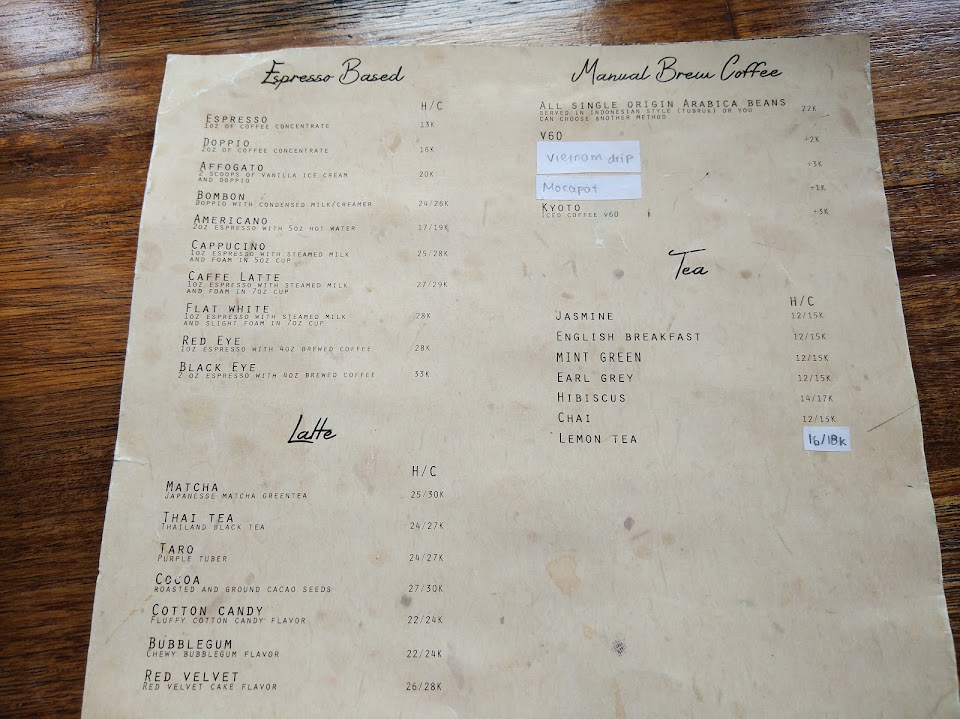 Espresso Based
H/C
ESPRESSO
1OZ OF COFFEE CONCENTRATE 13K
DOPPIO
2OZ OF COFFEE CONCENTRATE 16K
AFFOGATO
2 SCOOPS OF VANILLA ICE CREAM 20K
AND DOPPIO
BOMBON
DOPPIO WITH CONDENSED MILK/CREAMER 24/26K
AMERICANO
2OZ ESPRESSO WITH 5OZ HOT WATER 17/19K
CAPPUCINO
1OZ ESPRESSO WITH STEAMED MILK 25/28K
AND FOAM IN 5OZ CUP
CAFFE LATTE
1OZ ESPRESSO WITH STEAMED MILK 27/29K
AND FOAM IN 7OZ CUP
FLAT WHITE
1OZ ESPRESSO WITH STEAMED MILK 28K
AND SLIGHT FOAM IN 7OZ CUP
RED EYE
1OZ ESPRESSO WITH 4OZ BREWED COFFEE 28K
BLACK EYE
2 OZ ESPRESSO WITH 4OZ BREWED COFFEE 33K
Latte
H/C
MATCHA
JAPANESSE MATCHA GREENTEA 25/30K
THAI TEA
THAILAND BLACK TEA 24/27K
TARO
PURPLE TUBER 24/27K
COCOA
ROASTED AND GROUND CACAO SEEDS 27/30K
COTTON CANDY
FLUFFY COTTON CANDY FLAVOR 22/24K
BUBBLEGUM
CHEWY BUBBLEGUM FLAVOR 22/24K
RED VELVET
RED VELVET CAKE FLAVOR 26/28K
Manual Brew Coffee
ALL SINGLE ORIGIN ARABICA BEANS 22K
SERVED IN INDONESIAN STYLE (TUBRUK) OR YOU
CAN CHOOSE ANOTHER METHOD
V60 +2K
Vietnam drip +3K
Mocapot +1K
KYOTO +3K
ICED COFFEE V60
Tea
H/C
JASMINE 12/15K
ENGLISH BREAKFAST 12/15K
MINT GREEN 12/15K
EARL GREY 12/15K
HIBISCUS 14/17K
CHAI 12/15K
LEMON TEA 16/18K